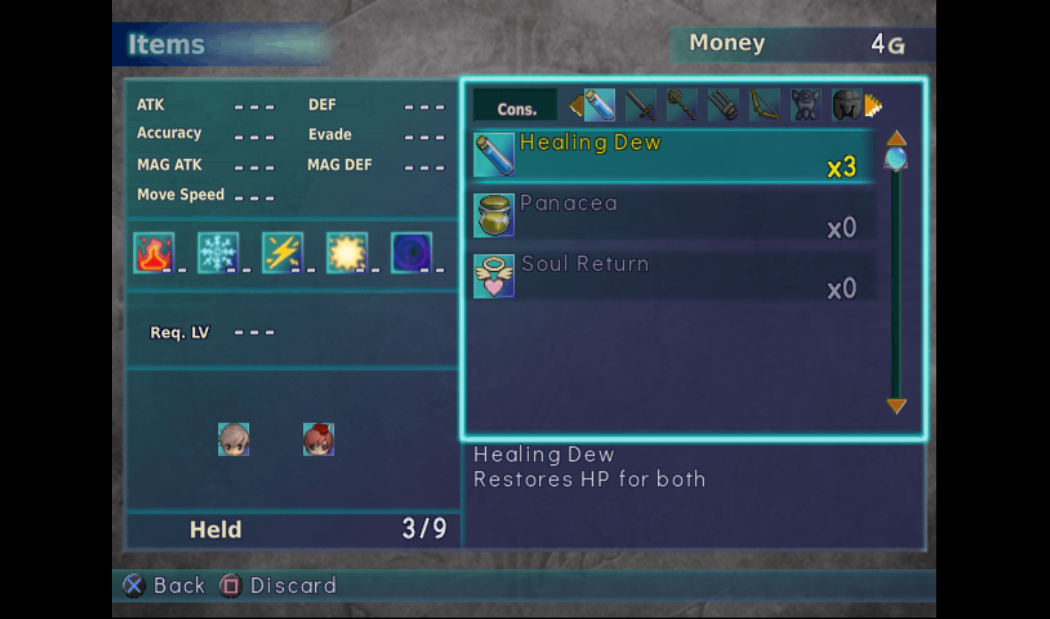 Items
Money 4G
ATK --- DEF ---
Accuracy --- Evade ---
MAG ATK --- MAG DEF ---
Move Speed ---
-- -- -- -- --
Req. LV ---
Held 3/9
Cons.
Healing Dew
x3
Panacea
x0
Soul Return
x0
Healing Dew
Restores HP for both
Back Discard